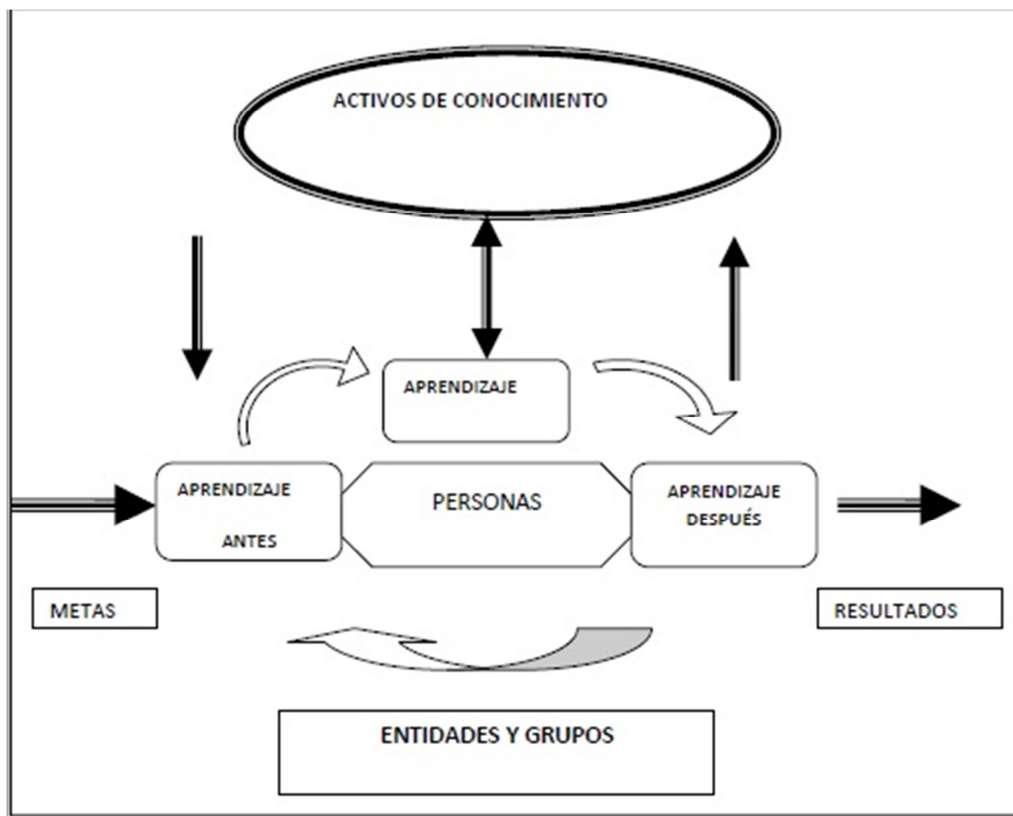 ACTIVOS DE CONOCIMIENTO
APRENDIZAJE
APRENDIZAJE
ANTES
PERSONAS
APRENDIZAJE
DESPUÉS
METAS
RESULTADOS
ENTIDADES Y GRUPOS